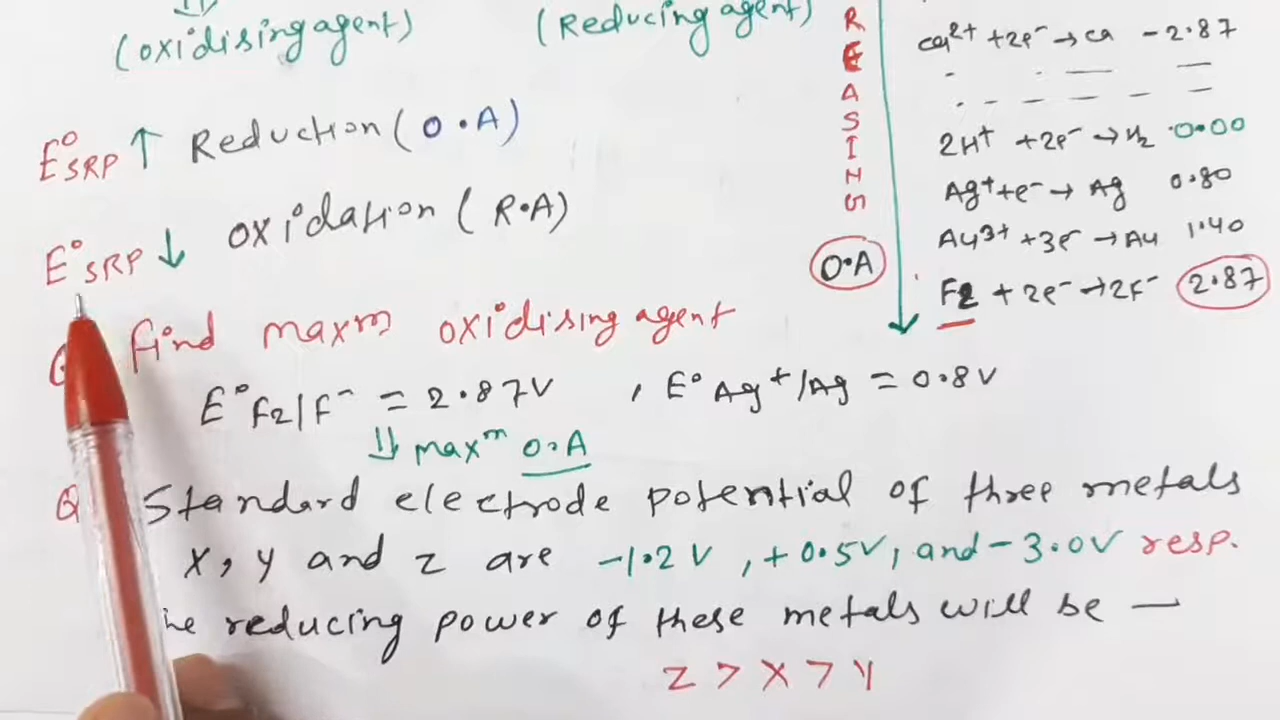 (oxidising agent) (Reducing agent)
E°SRP ↑ Reduction (O.A)
E°SRP ↓ oxidation (R.A)
find maxm oxidising agent
E°F2/F- = 2.87V , E°Ag+/Ag = 0.8V
⇓ maxm O.A
Q Standard electrode potential of three metals
X, Y and Z are -1.2V, +0.5V, and -3.0V resp.
reducing power of these metals will be —
Z > X > Y
R
E
A
S
I
N
G
O.A
Ca2+ + 2e- → Ca -2.87
2H+ + 2e- → H2 0.00
Ag+ + e- → Ag 0.80
Au3+ + 3e- → Au 1.40
F2 + 2e- → 2F- 2.87